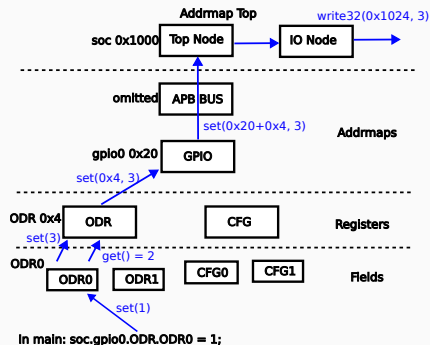 Addrmap Top
write32(0x1024, 3)
soc 0x1000
Top Node
IO Node
omitted
APB BUS
set(0x20+0x4, 3)
Addrmaps
gpio0 0x20
GPIO
set(0x4, 3)
ODR 0x4
ODR
CFG
Registers
set(3)
get() = 2
ODR0
ODR0
ODR1
CFG0
CFG1
Fields
set(1)
In main: soc.gpio0.ODR.ODR0 = 1;